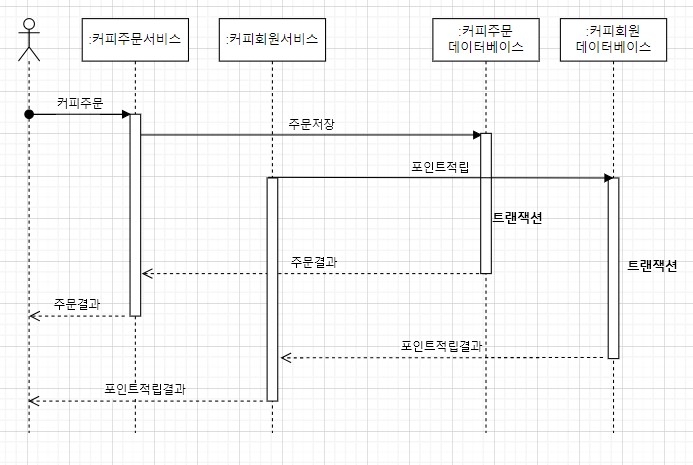 :커피주문서비스
:커피회원서비스
:커피주문
데이터베이스
:커피회원
데이터베이스
커피주문
주문저장
포인트적립
트랜잭션
주문결과
트랜잭션
주문결과
포인트적립결과
포인트적립결과